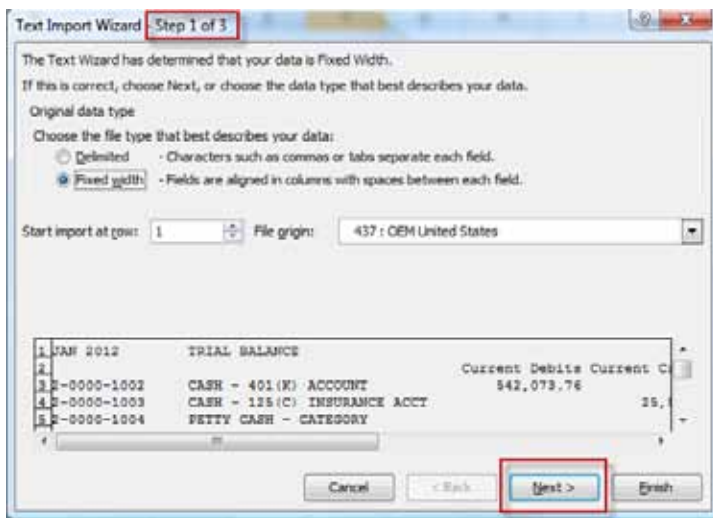 Text Import Wizard - Step 1 of 3
The Text Wizard has determined that your data is Fixed Width.
If this is correct, choose Next, or choose the data type that best describes your data.
Original data type
Choose the file type that best describes your data:
Delimited - Characters such as commas or tabs separate each field.
Fixed width - Fields are aligned in columns with spaces between each field.
Start import at row: 1 File origin: 437 : OEM United States
1 JAN 2012 TRIAL BALANCE
2 Current Debits Current C
3 2-0000-1002 CASH - 401(K) ACCOUNT 542,073.76
4 2-0000-1003 CASH - 125(C) INSURANCE ACCT 25,
5 2-0000-1004 PETTY CASH - CATEGORY
Cancel < Back Next > Finish